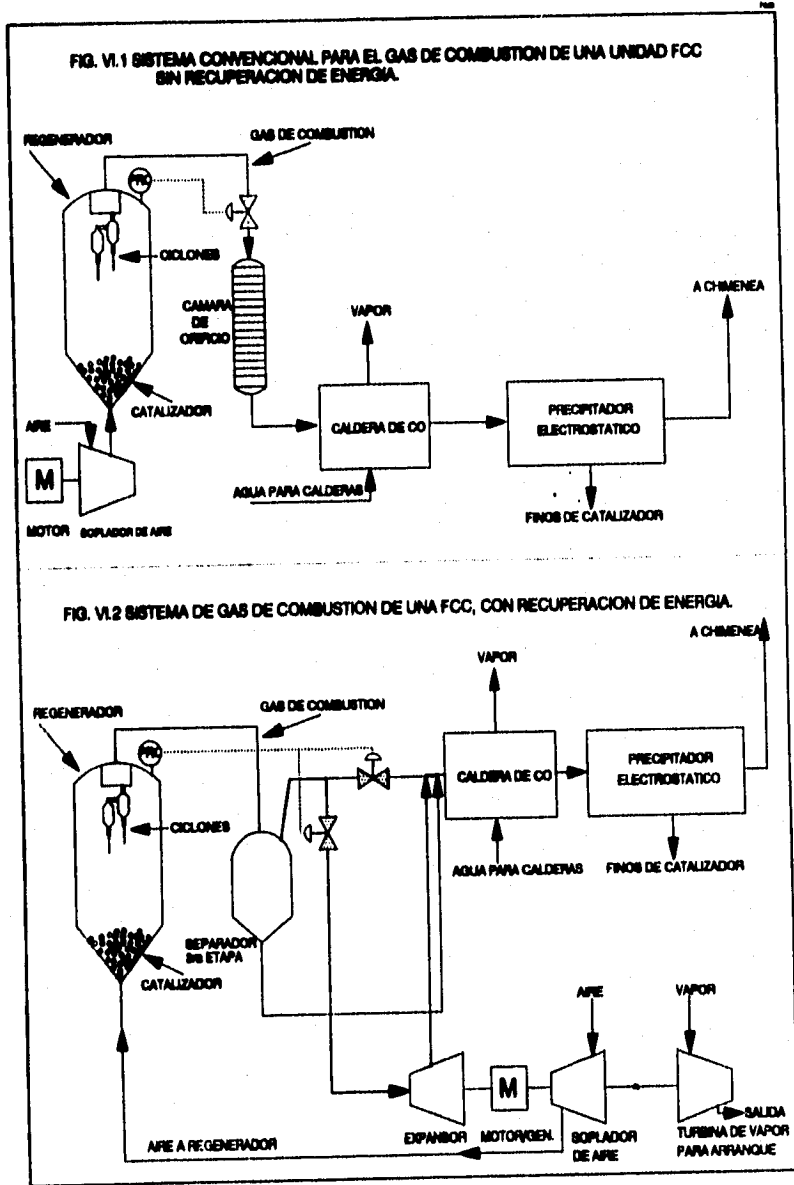 FIG. VI.1 SISTEMA CONVENCIONAL PARA EL GAS DE COMBUSTION DE UNA UNIDAD FCC
SIN RECUPERACION DE ENERGIA.
REGENERADOR
GAS DE COMBUSTION
PRC
CICLONES
CAMARA
DE
ORIFICIO
VAPOR
A CHIMENEA
CATALIZADOR
CALDERA DE CO
PRECIPITADOR
ELECTROSTATICO
AIRE
M
AGUA PARA CALDERAS
FINOS DE CATALIZADOR
MOTOR
SOPLADOR DE AIRE
FIG. VI.2 SISTEMA DE GAS DE COMBUSTION DE UNA FCC, CON RECUPERACION DE ENERGIA.
A CHIMENEA
VAPOR
REGENERADOR
GAS DE COMBUSTION
PRC
CALDERA DE CO
PRECIPITADOR
ELECTROSTATICO
CICLONES
AGUA PARA CALDERAS
FINOS DE CATALIZADOR
SEPARADOR
3ra ETAPA
CATALIZADOR
AIRE
VAPOR
M
SALIDA
AIRE A REGENERADOR
EXPANSOR
MOTOR/GEN.
SOPLADOR
DE AIRE
TURBINA DE VAPOR
PARA ARRANQUE